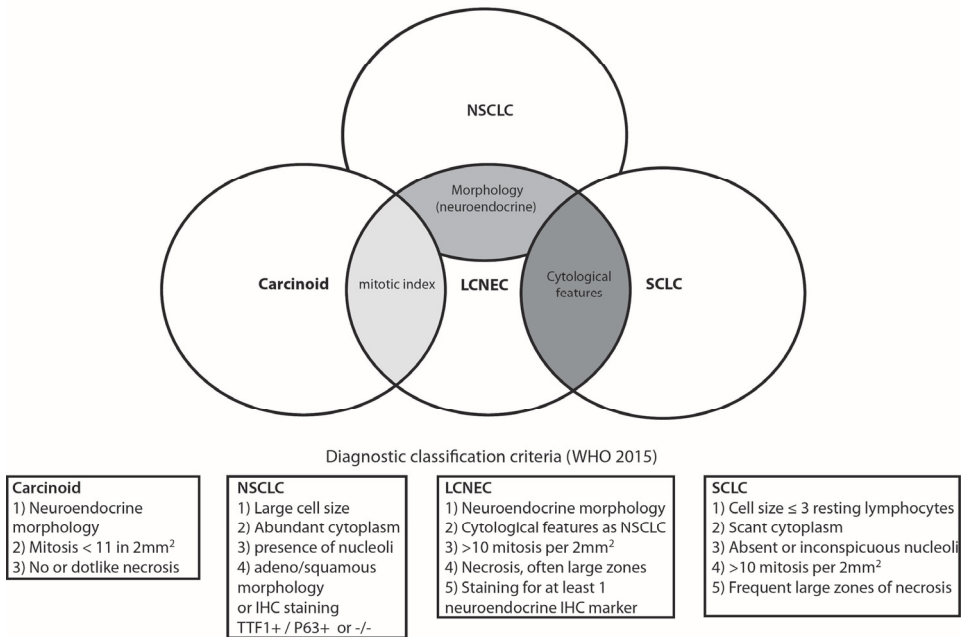 NSCLC
Morphology
(neuroendocrine)
Carcinoid
mitotic index
LCNEC
Cytological
features
SCLC
Diagnostic classification criteria (WHO 2015)
Carcinoid
1) Neuroendocrine
morphology
2) Mitosis < 11 in 2mm²
3) No or dotlike necrosis
NSCLC
1) Large cell size
2) Abundant cytoplasm
3) presence of nucleoli
4) adeno/squamous
morphology
or IHC staining
TTF1+ / P63+ or -/-
LCNEC
1) Neuroendocrine morphology
2) Cytological features as NSCLC
3) >10 mitosis per 2mm²
4) Necrosis, often large zones
5) Staining for at least 1
neuroendocrine IHC marker
SCLC
1) Cell size ≤ 3 resting lymphocytes
2) Scant cytoplasm
3) Absent or inconspicuous nucleoli
4) >10 mitosis per 2mm²
5) Frequent large zones of necrosis